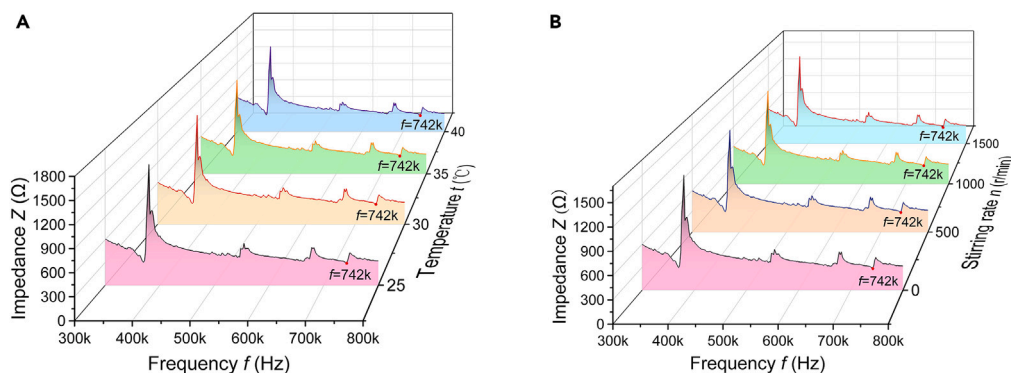 A
Impedance Z (Ω)
1800
1500
1200
900
600
300
0
300k 400k 500k 600k 700k 800k
Frequency f (Hz)
f=742k
f=742k
f=742k
f=742k
40
35
30
25
Temperature t (℃)
B
Impedance Z (Ω)
1500
1200
900
600
300
0
300k 400k 500k 600k 700k 800k
Frequency f (Hz)
f=742k
f=742k
f=742k
f=742k
1500
1000
500
0
Stirring rate n (r/min)